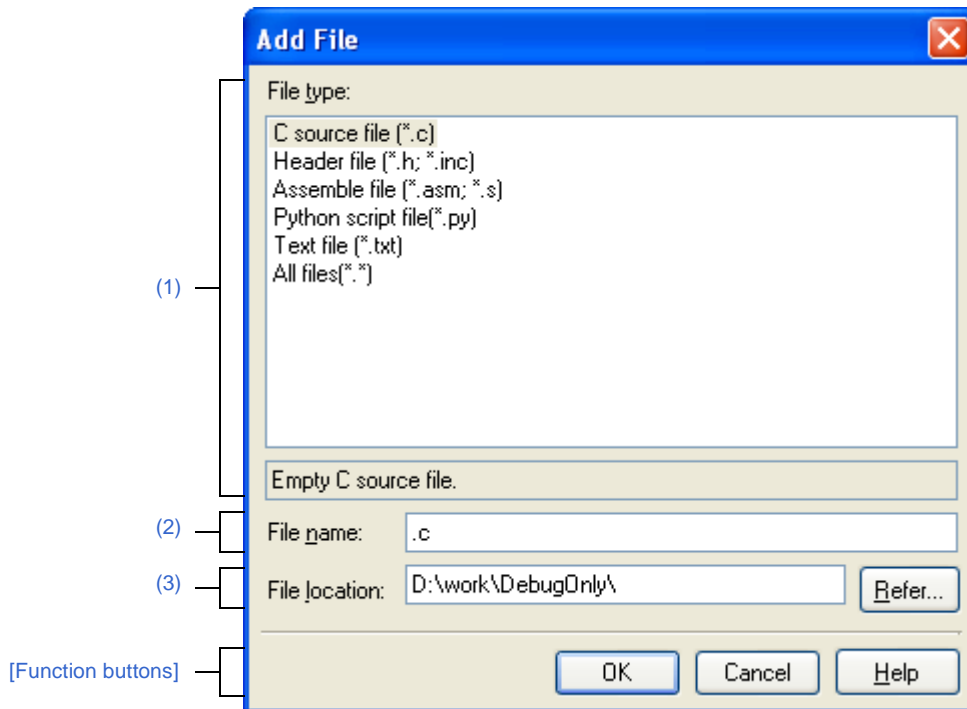 Add File
File type:
C source file (*.c)
Header file (*.h; *.inc)
Assemble file (*.asm; *.s)
Python script file(*.py)
Text file (*.txt)
All files(*.*)
(1)
Empty C source file.
(2)
File name:
.c
(3)
File location:
D:\work\DebugOnly\
Refer...
[Function buttons]
OK
Cancel
Help